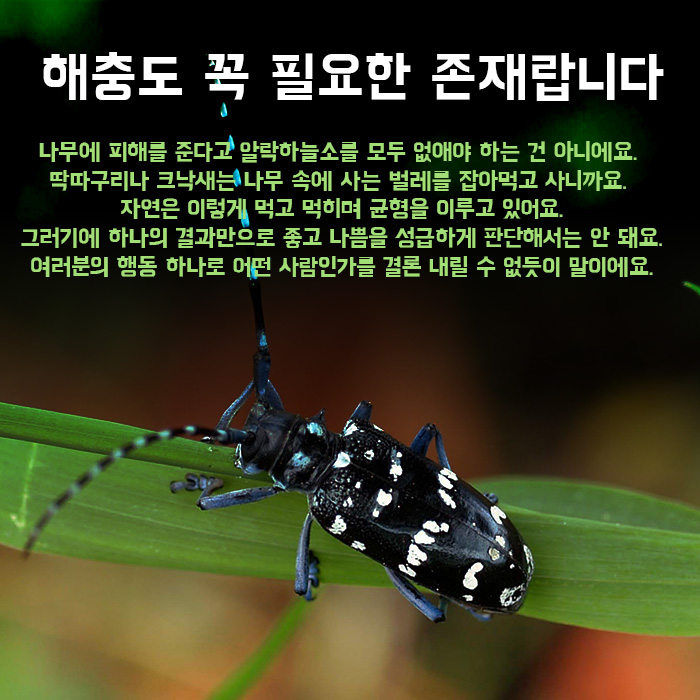 해충도 꼭 필요한 존재랍니다
나무에 피해를 준다고 알락하늘소를 모두 없애야 하는 건 아니에요.
딱따구리나 크낙새는 나무 속에 사는 벌레를 잡아먹고 사니까요.
자연은 이렇게 먹고 먹히며 균형을 이루고 있어요.
그러기에 하나의 결과만으로 좋고 나쁨을 성급하게 판단해서는 안 돼요.
여러분의 행동 하나로 어떤 사람인가를 결론 내릴 수 없듯이 말이에요.